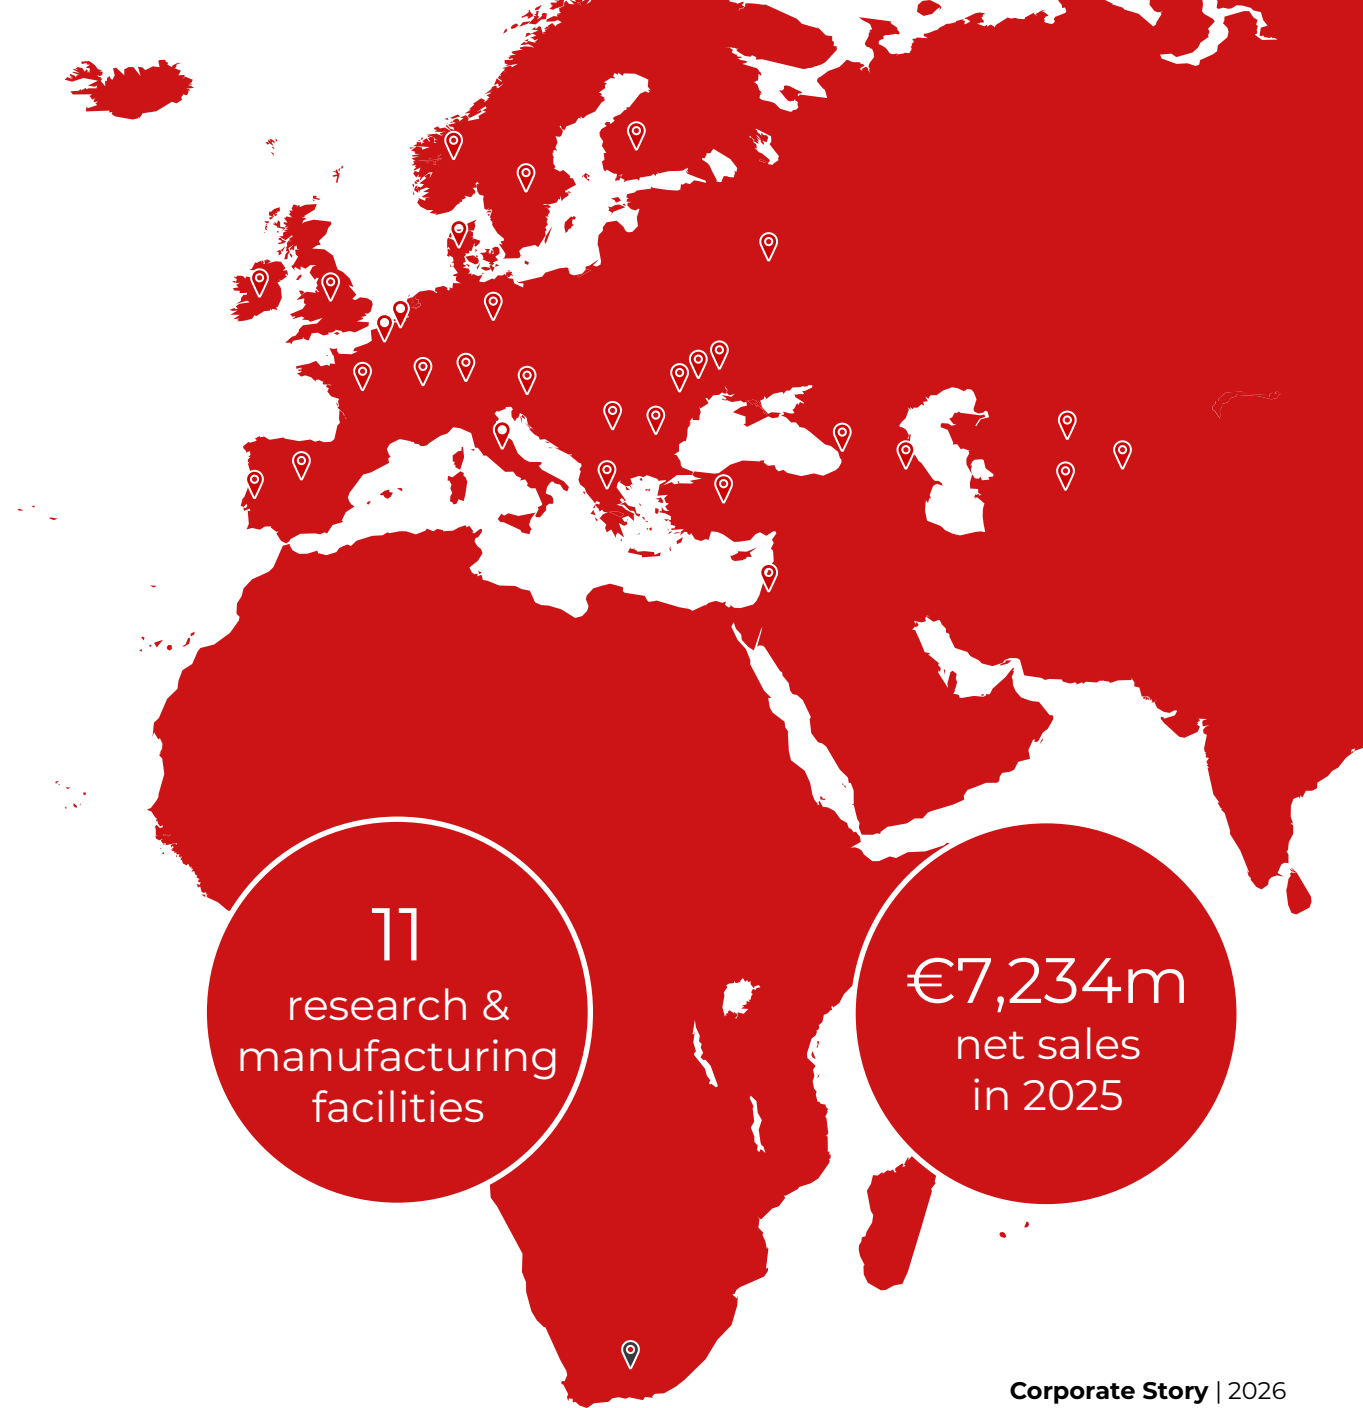 11
research &
manufacturing
facilities
€7,234m
net sales
in 2025
Corporate Story | 2026